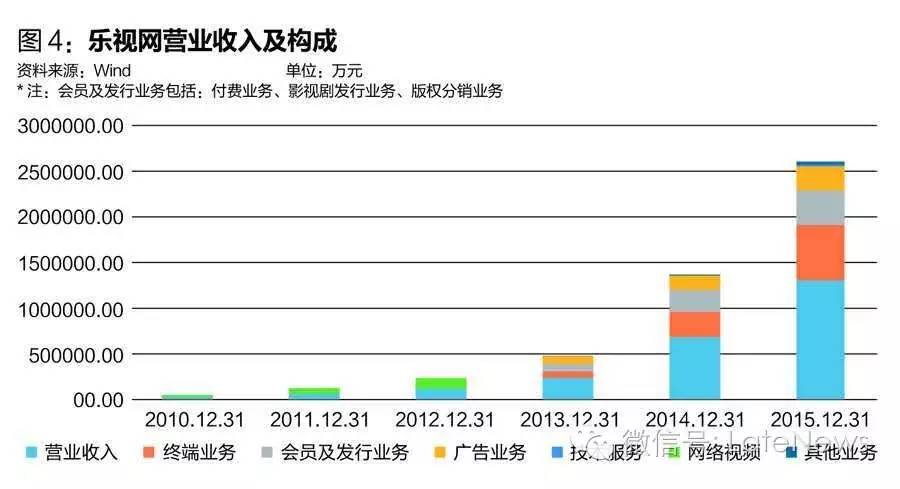 图 4：乐视网营业收入及构成
资料来源：Wind 单位：万元
* 注：会员及发行业务包括：付费业务、影视剧发行业务、版权分销业务
3000000.00
2500000.00
2000000.00
1500000.00
1000000.00
500000.00
00.00
2010.12.31 2011.12.31 2012.12.31 2013.12.31 2014.12.31 2015.12.31
营业收入 终端业务 会员及发行业务 广告业务 技术服务 网络视频 其他业务
微信号: LateNews